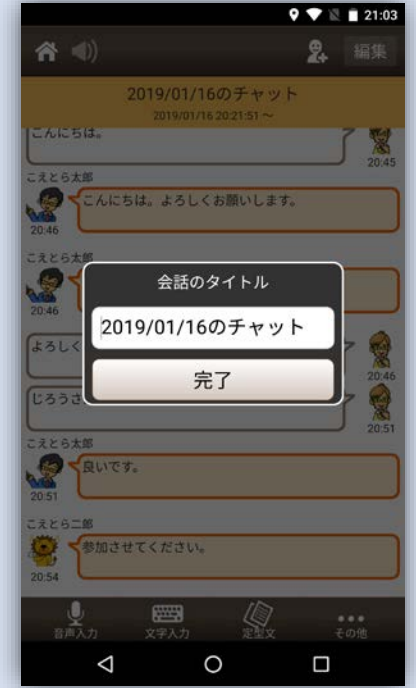 21:03
編集
2019/01/16のチャット
2019/01/16 20:21:51 ～
こんにちは。
20:45
こえとら太郎
こんにちは。よろしくお願いします。
20:46
こえとら太郎
20:46
会話のタイトル
2019/01/16のチャット
完了
よろしく
20:46
じろうさ
20:51
こえとら太郎
良いです。
20:51
こえとら二郎
参加させてください。
20:54
音声入力
文字入力
定型文
その他